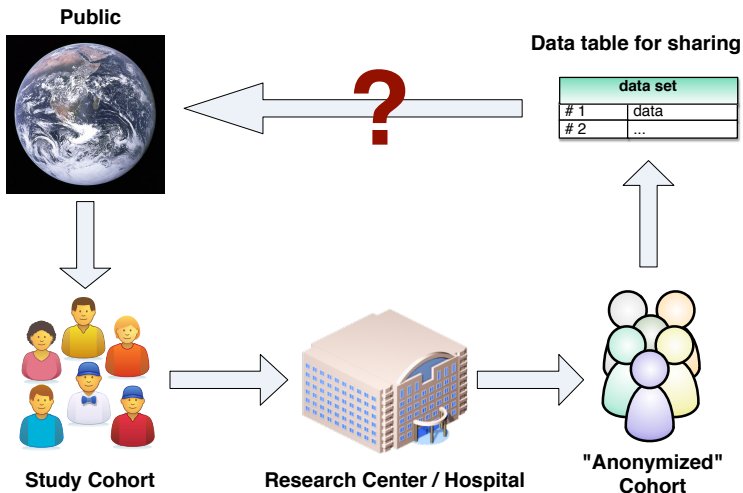 Public
Data table for sharing
data set
# 1 data
# 2 ...
?
Study Cohort
Research Center / Hospital
"Anonymized"
Cohort